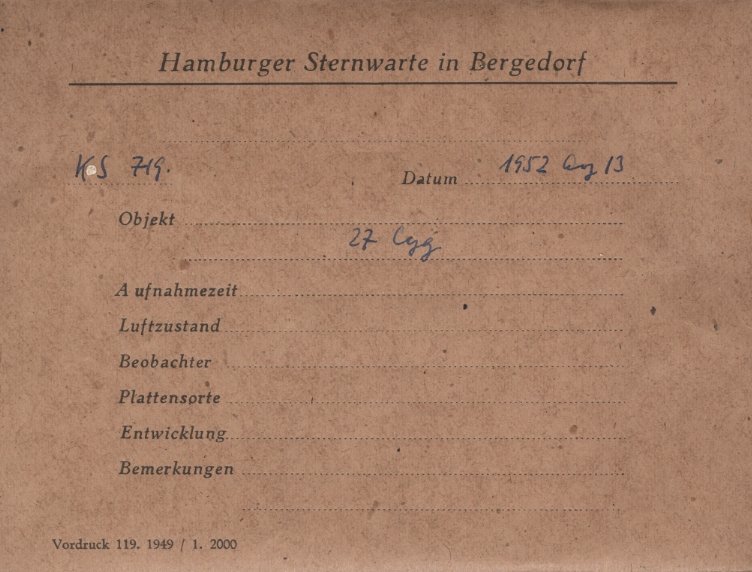 Hamburger Sternwarte in Bergedorf
KS 719. Datum 1952 Aug 13
Objekt
27 Cyg
Aufnahmezeit
Luftzustand
Beobachter
Plattensorte
Entwicklung
Bemerkungen
Vordruck 119. 1949 / 1. 2000